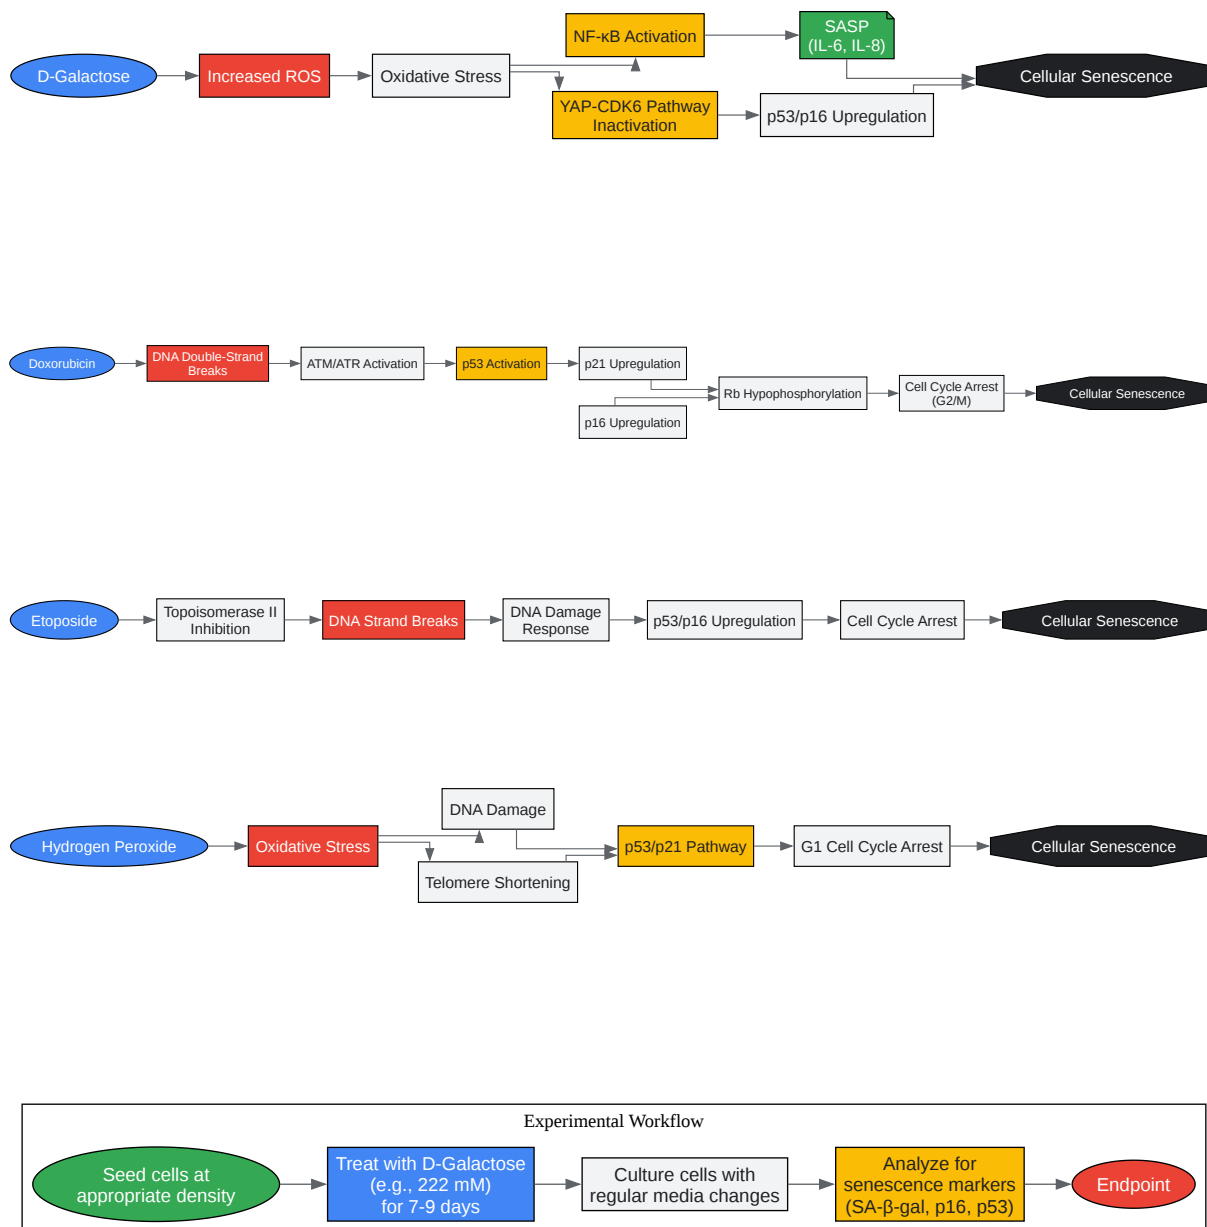 D-Galactose
Increased ROS
Oxidative Stress
NF-κB Activation
YAP-CDK6 Pathway
Inactivation
SASP
(IL-6, IL-8)
p53/p16 Upregulation
Cellular Senescence
Doxorubicin
DNA Double-Strand
Breaks
ATM/ATR Activation
p53 Activation
p21 Upregulation
p16 Upregulation
Rb Hypophosphorylation
Cell Cycle Arrest
(G2/M)
Cellular Senescence
Etoposide
Topoisomerase II
Inhibition
DNA Strand Breaks
DNA Damage
Response
p53/p16 Upregulation
Cell Cycle Arrest
Cellular Senescence
Hydrogen Peroxide
Oxidative Stress
DNA Damage
Telomere Shortening
p53/p21 Pathway
G1 Cell Cycle Arrest
Cellular Senescence
Experimental Workflow
Seed cells at
appropriate density
Treat with D-Galactose
(e.g., 222 mM)
for 7-9 days
Culture cells with
regular media changes
Analyze for
senescence markers
(SA-β-gal, p16, p53)
Endpoint